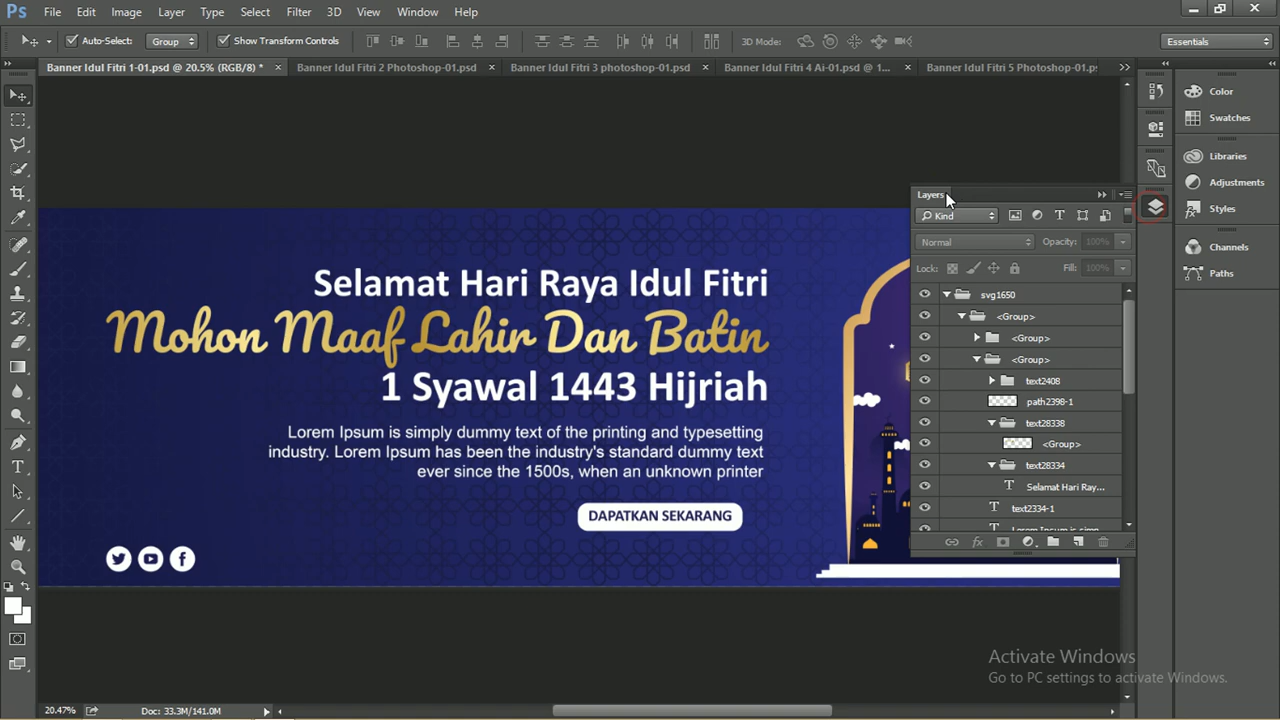 Ps File Edit Image Layer Type Select Filter 3D View Window Help
Auto-Select: Group Show Transform Controls 3D Mode: Essentials
Banner Idul Fitri 1-01.psd @ 20.5% (RGB/8) * Banner Idul Fitri 2 Photoshop-01.psd Banner Idul Fitri 3 photoshop-01.psd Banner Idul Fitri 4 Ai-01.psd @ 1... Banner Idul Fitri 5 Photoshop-01.ps
Color
Swatches
Libraries
Adjustments
Styles
Channels
Paths
Layers
Kind
Normal Opacity: 100%
Lock: Fill: 100%
svg1650
<Group>
<Group>
<Group>
text2408
path2398-1
text28338
<Group>
text28334
Selamat Hari Ray...
text2334-1
Lorem Ipsum is simp...
fx
Selamat Hari Raya Idul Fitri
Mohon Maaf Lahir Dan Batin
1 Syawal 1443 Hijriah
Lorem Ipsum is simply dummy text of the printing and typesetting
industry. Lorem Ipsum has been the industry's standard dummy text
ever since the 1500s, when an unknown printer
DAPATKAN SEKARANG
Activate Windows
Go to PC settings to activate Windows.
20.47% Doc: 33.3M/141.0M